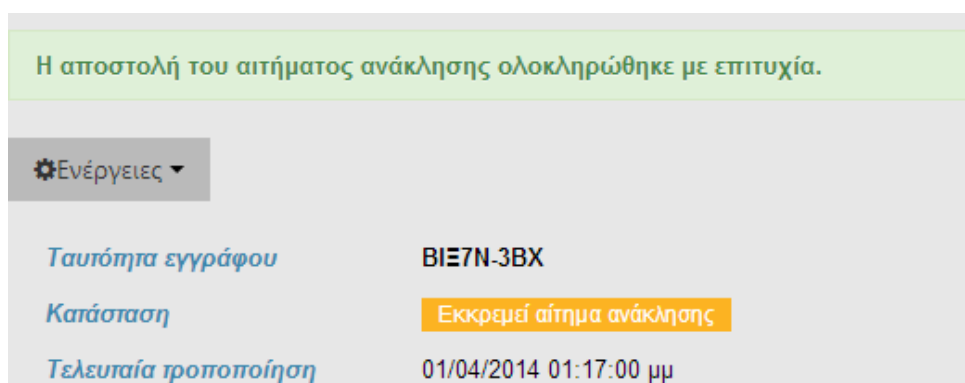 Η αποστολή του αιτήματος ανάκλησης ολοκληρώθηκε με επιτυχία.
Ενέργειες
Ταυτότητα εγγράφου ΒΙΞ7Ν-3ΒΧ
Κατάσταση Εκκρεμεί αίτημα ανάκλησης
Τελευταία τροποποίηση 01/04/2014 01:17:00 μμ